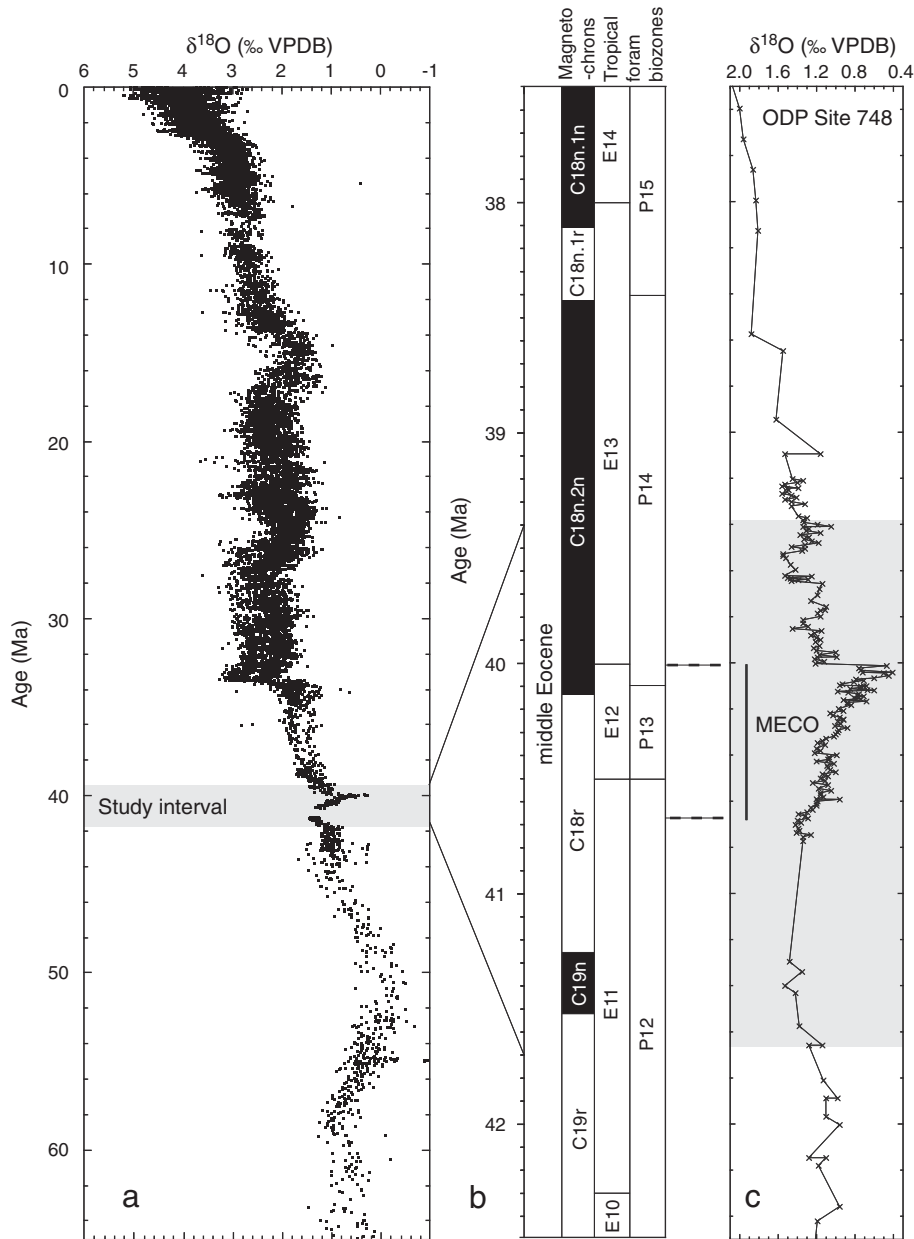 δ18O (‰ VPDB)
6 5 4 3 2 1 0 -1
0
10
20
30
40
50
60
Age (Ma)
Study interval
a
Magneto
-chrons
Tropical
foram
biozones
Age (Ma)
38
39
40
41
42
middle Eocene
C18n.1n
C18n.1r
C18n.2n
C18r
C19n
C19r
E14
E13
E12
E11
E10
P15
P14
P13
P12
b
δ18O (‰ VPDB)
2.0 1.6 1.2 0.8 0.4
ODP Site 748
MECO
c